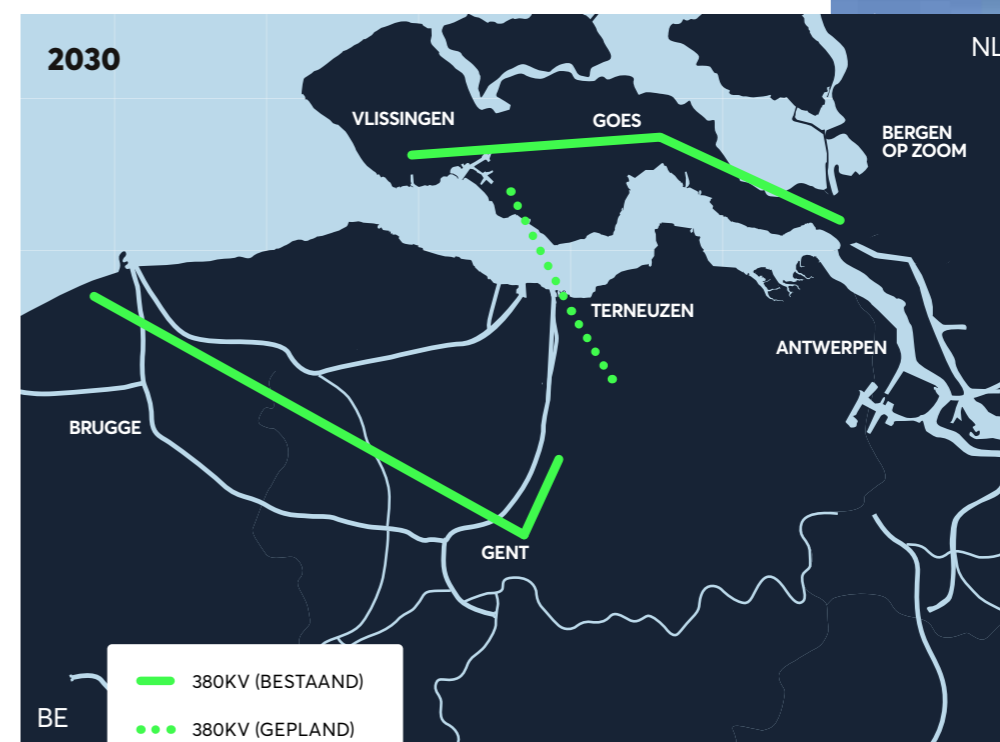 2030
NL
VLISSINGEN
GOES
BERGEN
OP ZOOM
TERNEUZEN
ANTWERPEN
BRUGGE
GENT
380KV (BESTAAND)
380KV (GEPLAND)
BE